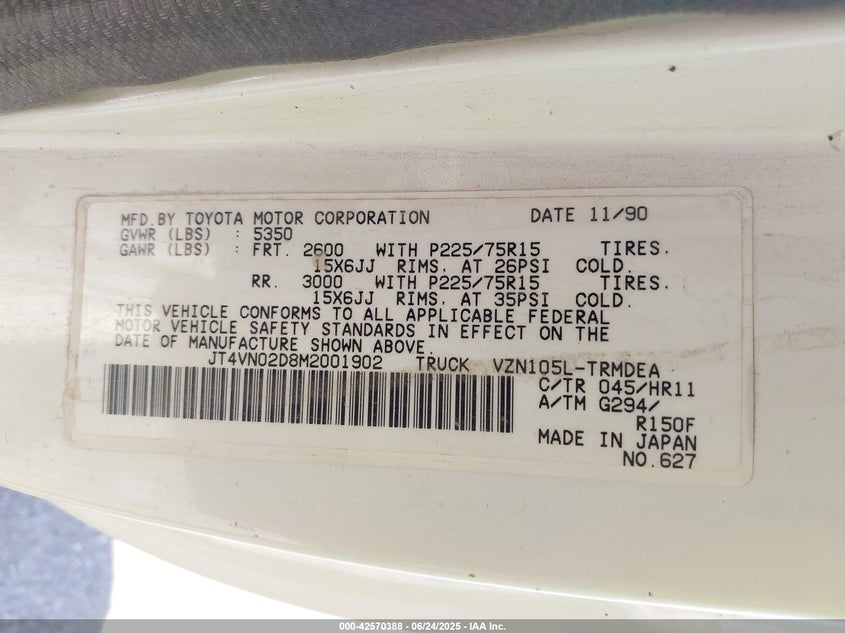 MFD.BY TOYOTA MOTOR CORPORATION DATE 11/90
GVWR (LBS) : 5350
GAWR (LBS) : FRT. 2600 WITH P225/75R15 TIRES.
15X6JJ RIMS. AT 26PSI COLD.
RR. 3000 WITH P225/75R15 TIRES.
15X6JJ RIMS. AT 35PSI COLD.
THIS VEHICLE CONFORMS TO ALL APPLICABLE FEDERAL
MOTOR VEHICLE SAFETY STANDARDS IN EFFECT ON THE
DATE OF MANUFACTURE SHOWN ABOVE.
JT4VN02D8M2001902 TRUCK VZN105L-TRMDEA
C/TR 045/HR11
A/TM G294/
R150F
MADE IN JAPAN
NO.627
000-42570388 - 06/24/2025 - IAA Inc.